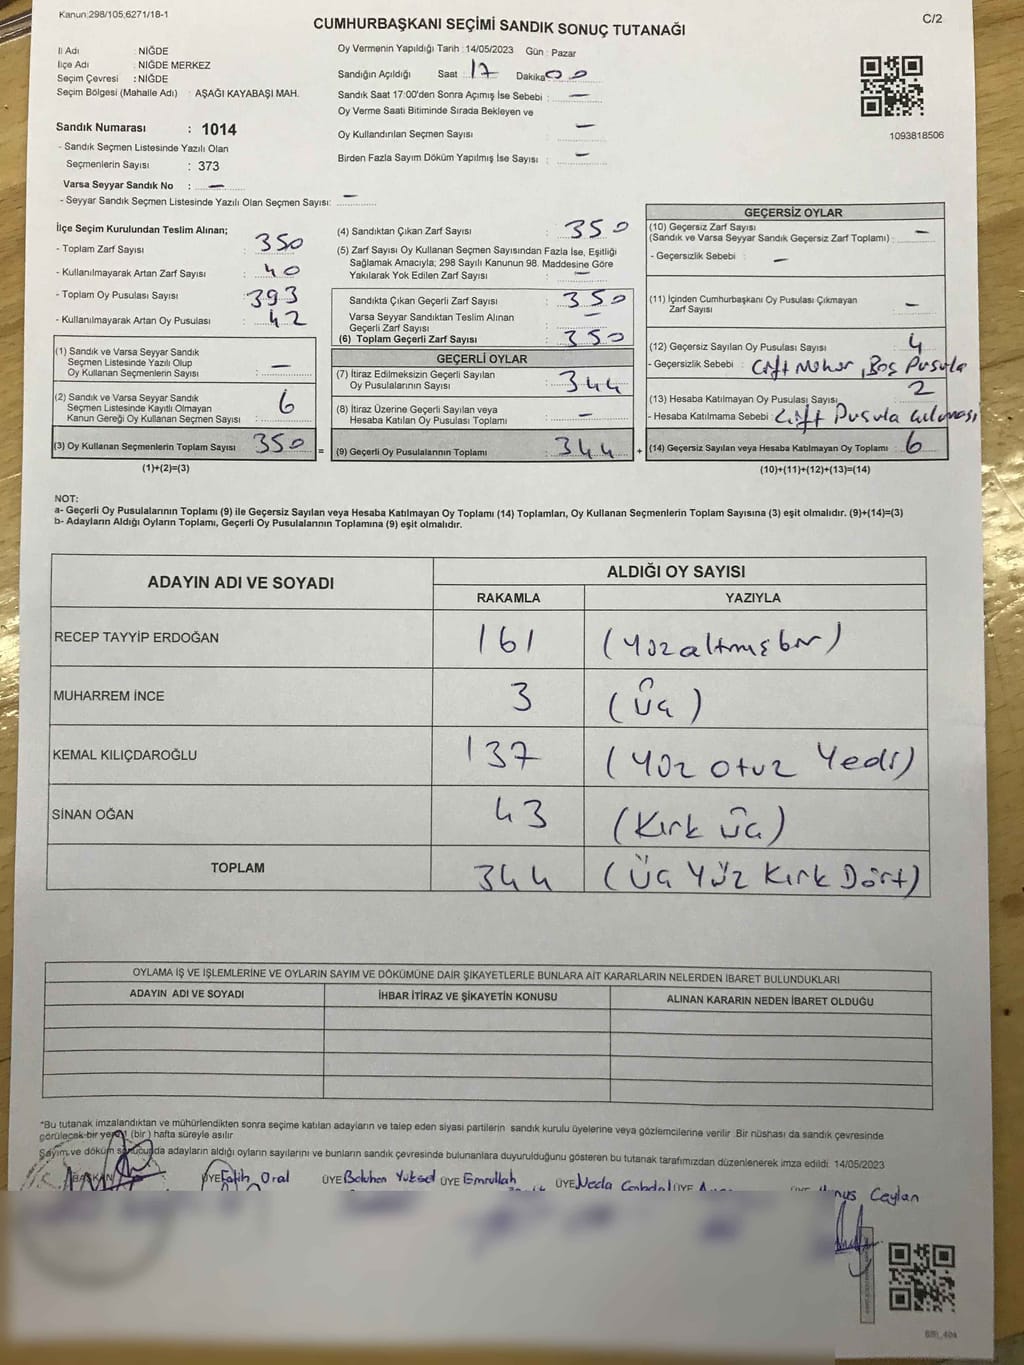 Kanun:298/105,6271/18-1
C/2
CUMHURBAŞKANI SEÇİMİ SANDIK SONUÇ TUTANAĞI
İl Adı : NİĞDE
İlçe Adı : NİĞDE MERKEZ
Seçim Çevresi : NİĞDE
Seçim Bölgesi (Mahalle Adı) : AŞAĞI KAYABAŞI MAH.
Sandık Numarası : 1014
- Sandık Seçmen Listesinde Yazılı Olan
Seçmenlerin Sayısı : 373
Varsa Seyyar Sandık No : —
- Seyyar Sandık Seçmen Listesinde Yazılı Olan Seçmen Sayısı: —
Oy Vermenin Yapıldığı Tarih : 14/05/2023 Gün : Pazar
Sandığın Açıldığı Saat : 17 Dakika 00
Sandık Saat 17:00'den Sonra Açımış İse Sebebi : —
Oy Verme Saati Bitiminde Sırada Bekleyen ve
Oy Kullandırılan Seçmen Sayısı : —
Birden Fazla Sayım Döküm Yapılmış İse Sayısı : —
1093818506
İlçe Seçim Kurulundan Teslim Alınan;
- Toplam Zarf Sayısı : 350
- Kullanılmayarak Artan Zarf Sayısı : 40
- Toplam Oy Pusulası Sayısı : 393
- Kullanılmayarak Artan Oy Pusulası : 42
(1) Sandık ve Varsa Seyyar Sandık
Seçmen Listesinde Yazılı Olup
Oy Kullanan Seçmenlerin Sayısı : —
(2) Sandık ve Varsa Seyyar Sandık
Seçmen Listesinde Kayıtlı Olmayan
Kanun Gereği Oy Kullanan Seçmen Sayısı : 6
(3) Oy Kullanan Seçmenlerin Toplam Sayısı 350 =
(1)+(2)=(3)
(4) Sandıktan Çıkan Zarf Sayısı : 350
(5) Zarf Sayısı Oy Kullanan Seçmen Sayısından Fazla İse, Eşitliği
Sağlamak Amacıyla; 298 Sayılı Kanunun 98. Maddesine Göre
Yakılarak Yok Edilen Zarf Sayısı : —
Sandıkta Çıkan Geçerli Zarf Sayısı : 350
Varsa Seyyar Sandıktan Teslim Alınan
Geçerli Zarf Sayısı : —
(6) Toplam Geçerli Zarf Sayısı : 350
GEÇERLİ OYLAR
(7) İtiraz Edilmeksizin Geçerli Sayılan
Oy Pusulalarının Sayısı : 344
(8) İtiraz Üzerine Geçerli Sayılan veya
Hesaba Katılan Oy Pusulası Toplamı : —
(9) Geçerli Oy Pusulalarının Toplamı : 344 +
GEÇERSİZ OYLAR
(10) Geçersiz Zarf Sayısı
(Sandık ve Varsa Seyyar Sandık Geçersiz Zarf Toplamı) : —
- Geçersizlik Sebebi : —
(11) İçinden Cumhurbaşkanı Oy Pusulası Çıkmayan
Zarf Sayısı : —
(12) Geçersiz Sayılan Oy Pusulası Sayısı : 4
- Geçersizlik Sebebi : Çift Mühür, Boş Pusula
(13) Hesaba Katılmayan Oy Pusulası Sayısı : 2
- Hesaba Katılmama Sebebi : Çift Pusula
(14) Geçersiz Sayılan veya Hesaba Katılmayan Oy Toplamı : 6
(10)+(11)+(12)+(13)=(14)
NOT:
a- Geçerli Oy Pusulalarının Toplamı (9) ile Geçersiz Sayılan veya Hesaba Katılmayan Oy Toplamı (14) Toplamları, Oy Kullanan Seçmenlerin Toplam Sayısına (3) eşit olmalıdır. (9)+(14)=(3)
b- Adayların Aldığı Oyların Toplamı, Geçerli Oy Pusulalarının Toplamına (9) eşit olmalıdır.
ADAYIN ADI VE SOYADI
ALDIĞI OY SAYISI
RAKAMLA YAZIYLA
RECEP TAYYİP ERDOĞAN 161 (Yüzaltmışbir)
MUHARREM İNCE 3 (Üç)
KEMAL KILIÇDAROĞLU 137 (Yüz otuz Yedi)
SİNAN OĞAN 43 (Kırk üç)
TOPLAM 344 (Üç Yüz Kırk Dört)
OYLAMA İŞ VE İŞLEMLERİNE VE OYLARIN SAYIM VE DÖKÜMÜNE DAİR ŞİKAYETLERLE BUNLARA AİT KARARLARIN NELERDEN İBARET BULUNDUKLARI
ADAYIN ADI VE SOYADI
İHBAR İTİRAZ VE ŞİKAYETİN KONUSU
ALINAN KARARIN NEDEN İBARET OLDUĞU
*Bu tutanak imzalandıktan ve mühürlendikten sonra seçime katılan adayların ve talep eden siyasi partilerin sandık kurulu üyelerine veya gözlemcilerine verilir. Bir nüshası da sandık çevresinde
görülecek bir yere 1 (bir) hafta süreyle asılır
Sayım ve döküm sonucunda adayların aldığı oyların sayılarını ve bunların sandık çevresinde bulunanlara duyurulduğunu gösteren bu tutanak tarafımızdan düzenlenerek imza edildi. 14/05/2023
BAŞKAN ÜYE Fatih Oral ÜYE Yüksel ÜYE Emrullah ÜYE ÜYE Ceylan